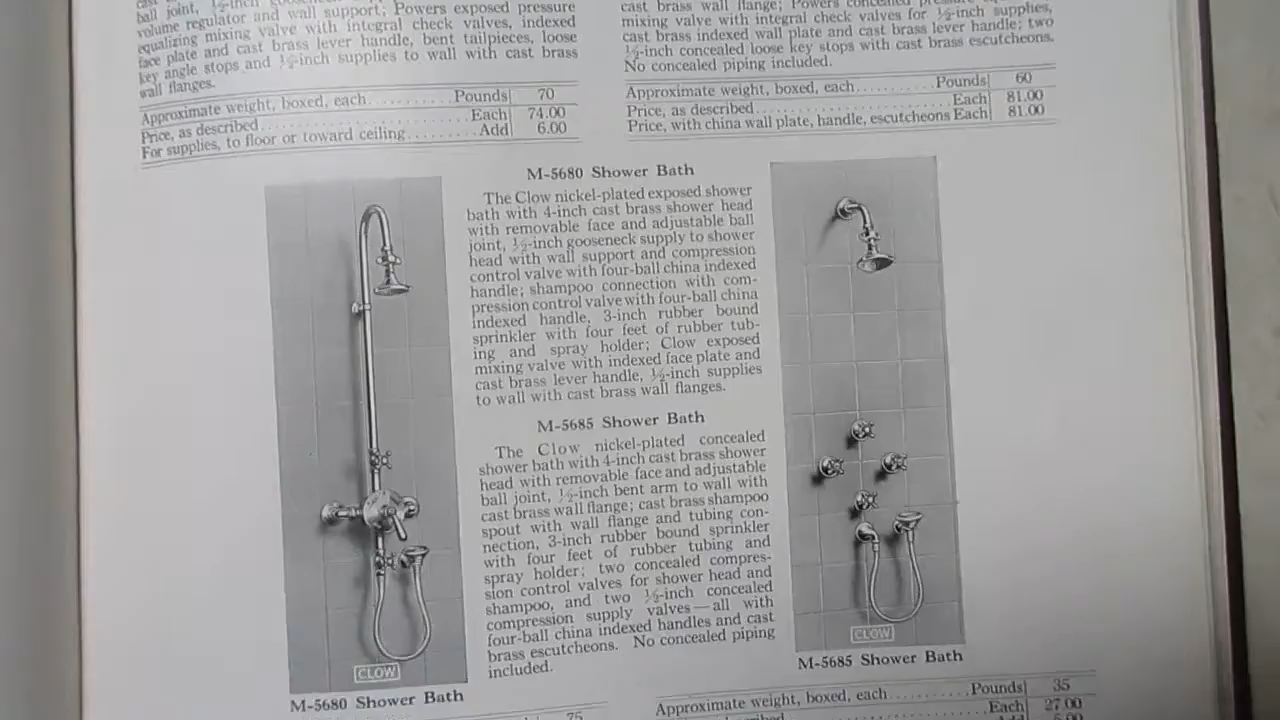 ball joint, ½-inch gooseneck
volume regulator and wall support; Powers exposed pressure
equalizing mixing valve with integral check valves, indexed
face plate and cast brass lever handle, bent tailpieces, loose
key angle stops and ½-inch supplies to wall with cast brass
wall flanges.
Approximate weight, boxed, each..........Pounds 70
Price, as described..........Each 74.00
For supplies, to floor or toward ceiling..........Add 6.00
cast brass wall flange; Powers concealed pressure
mixing valve with integral check valves for ½-inch supplies,
cast brass indexed wall plate and cast brass lever handle; two
½-inch concealed loose key stops with cast brass escutcheons.
No concealed piping included.
Approximate weight, boxed, each..........Pounds 60
Price, as described..........Each 81.00
Price, with china wall plate, handle, escutcheons Each 81.00
M-5680 Shower Bath
The Clow nickel-plated exposed shower
bath with 4-inch cast brass shower head
with removable face and adjustable ball
joint, ½-inch gooseneck supply to shower
head with wall support and compression
control valve with four-ball china indexed
handle; shampoo connection with com-
pression control valve with four-ball china
indexed handle, 3-inch rubber bound
sprinkler with four feet of rubber tub-
ing and spray holder; Clow exposed
mixing valve with indexed face plate and
cast brass lever handle, ½-inch supplies
to wall with cast brass wall flanges.
M-5685 Shower Bath
The Clow nickel-plated concealed
shower bath with 4-inch cast brass shower
head with removable face and adjustable
ball joint, ½-inch bent arm to wall with
cast brass wall flange; cast brass shampoo
spout with wall flange and tubing con-
nection, 3-inch rubber bound sprinkler
with four feet of rubber tubing and
spray holder; two concealed compres-
sion control valves for shower head and
shampoo, and two ½-inch concealed
compression supply valves—all with
four-ball china indexed handles and cast
brass escutcheons. No concealed piping
included.
CLOW
M-5680 Shower Bath
CLOW
M-5685 Shower Bath
75
Approximate weight, boxed, each..........Pounds 35
Each 27.00